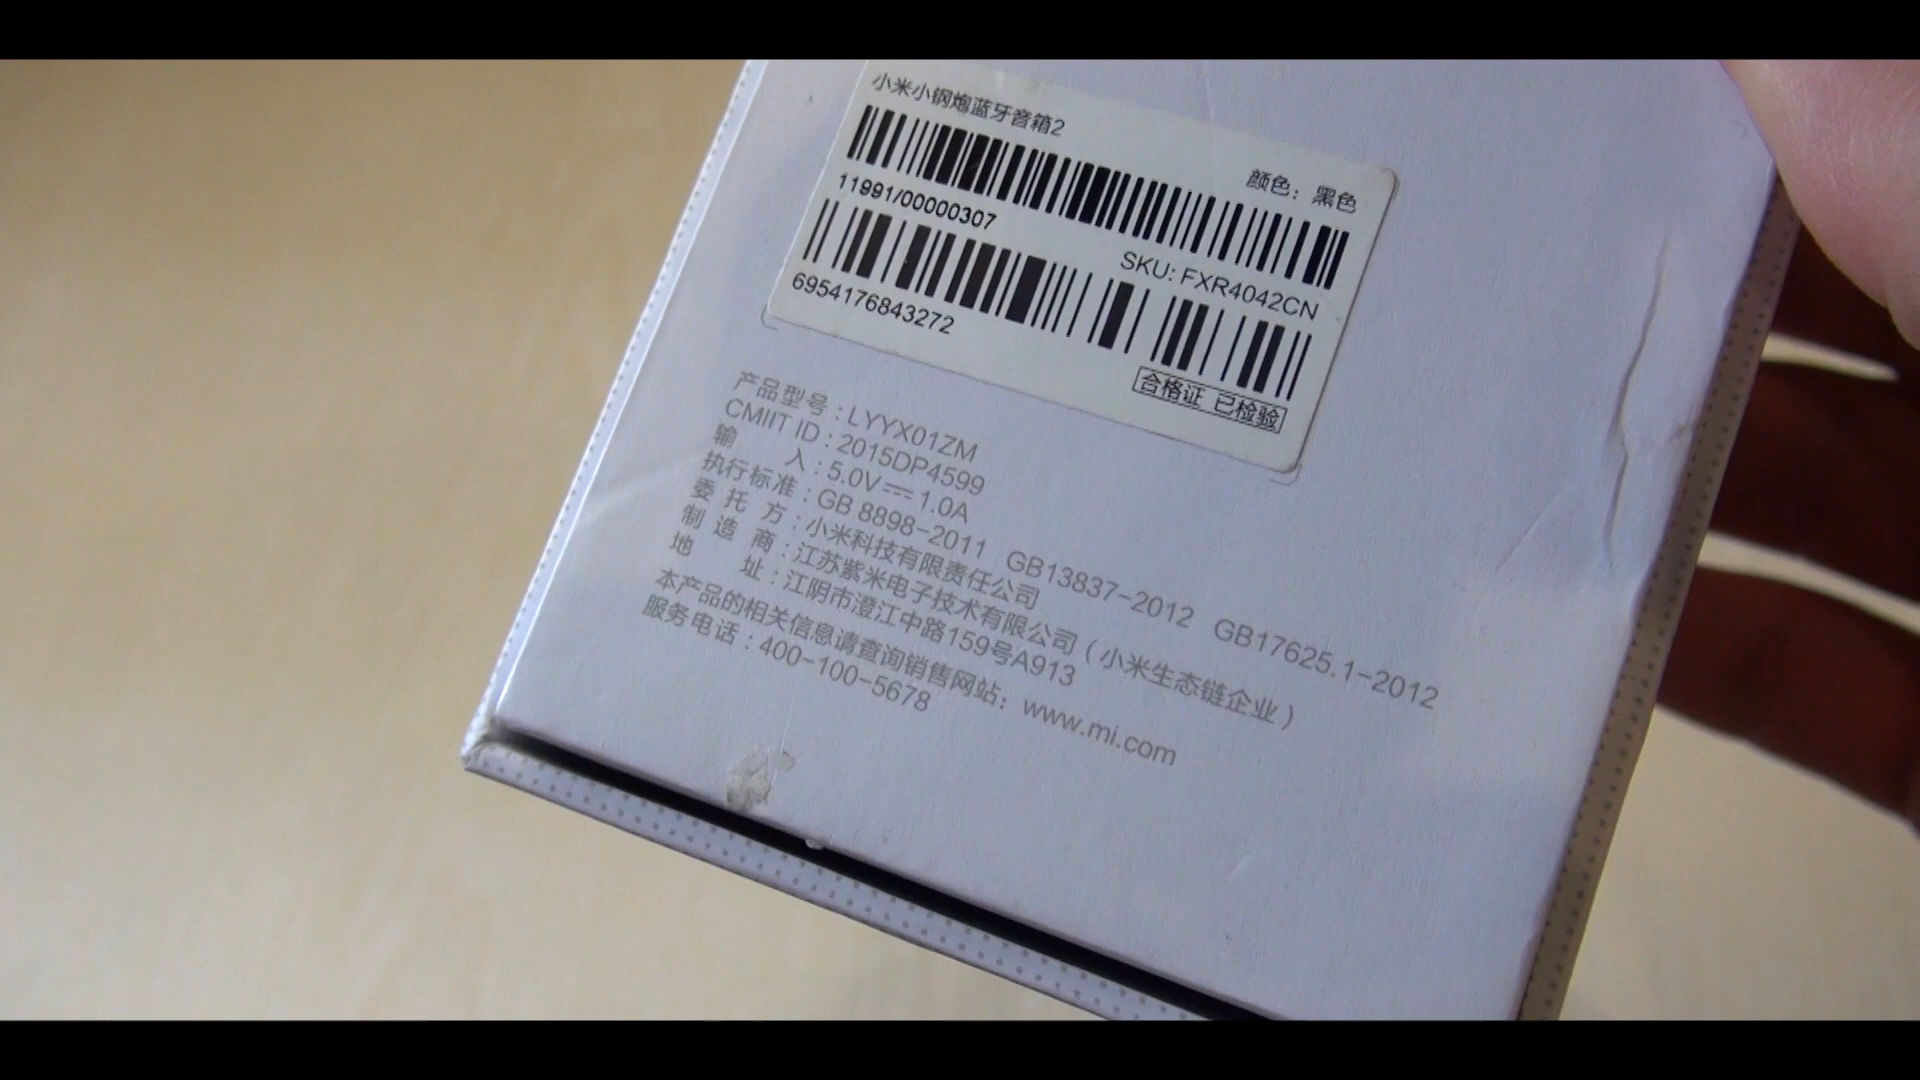 小米小钢炮蓝牙音箱2
颜色：黑色
11991/00000307
SKU: FXR4042CN
6954176843272
合格证 已检验
产品型号：LYYX01ZM
CMIIT ID：2015DP4599
输入：5.0V⎓1.0A
执行标准：GB 8898-2011 GB13837-2012 GB17625.1-2012
委托方：小米科技有限责任公司
制造商：江苏紫米电子技术有限公司（小米生态链企业）
地址：江阴市澄江中路159号A913
本产品的相关信息请查询销售网站：www.mi.com
服务电话：400-100-5678